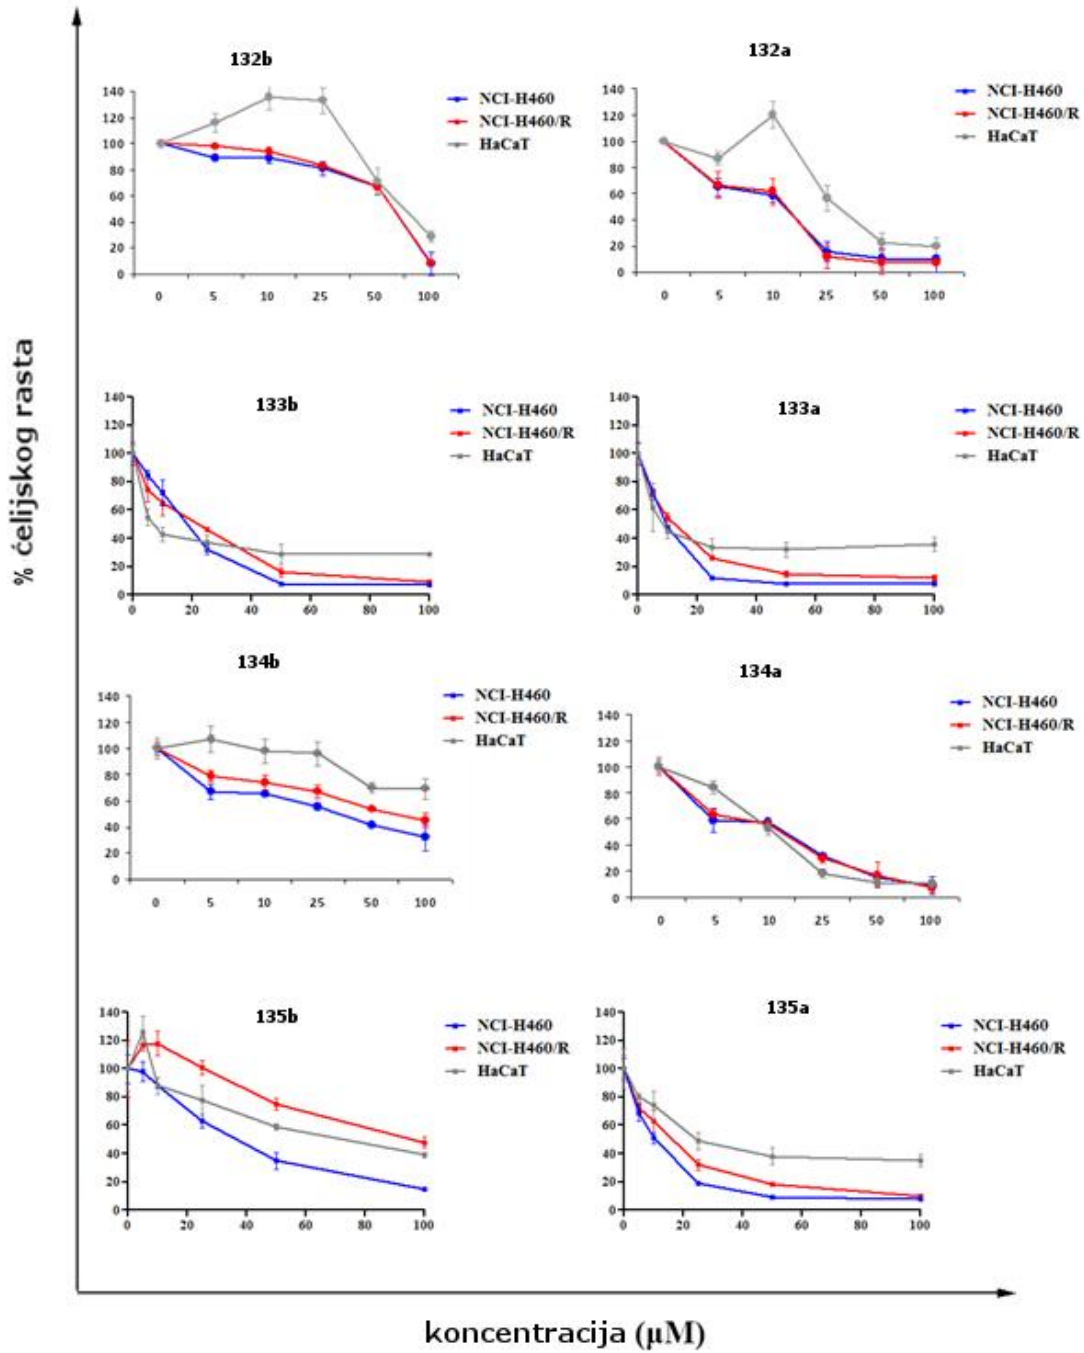 132b
140
120
100
80
60
40
20
0
0 5 10 25 50 100
NCI-H460
NCI-H460/R
HaCaT
132a
140
120
100
80
60
40
20
0
0 5 10 25 50 100
NCI-H460
NCI-H460/R
HaCaT
% ćelijskog rasta
133b
140
120
100
80
60
40
20
0
0 20 40 60 80 100
NCI-H460
NCI-H460/R
HaCaT
133a
140
120
100
80
60
40
20
0
0 20 40 60 80 100
NCI-H460
NCI-H460/R
HaCaT
134b
140
120
100
80
60
40
20
0
0 5 10 25 50 100
NCI-H460
NCI-H460/R
HaCaT
134a
140
120
100
80
60
40
20
0
0 5 10 25 50 100
NCI-H460
NCI-H460/R
HaCaT
135b
140
120
100
80
60
40
20
0
0 20 40 60 80 100
NCI-H460
NCI-H460/R
HaCaT
135a
140
120
100
80
60
40
20
0
0 20 40 60 80 100
NCI-H460
NCI-H460/R
HaCaT
koncentracija (µM)